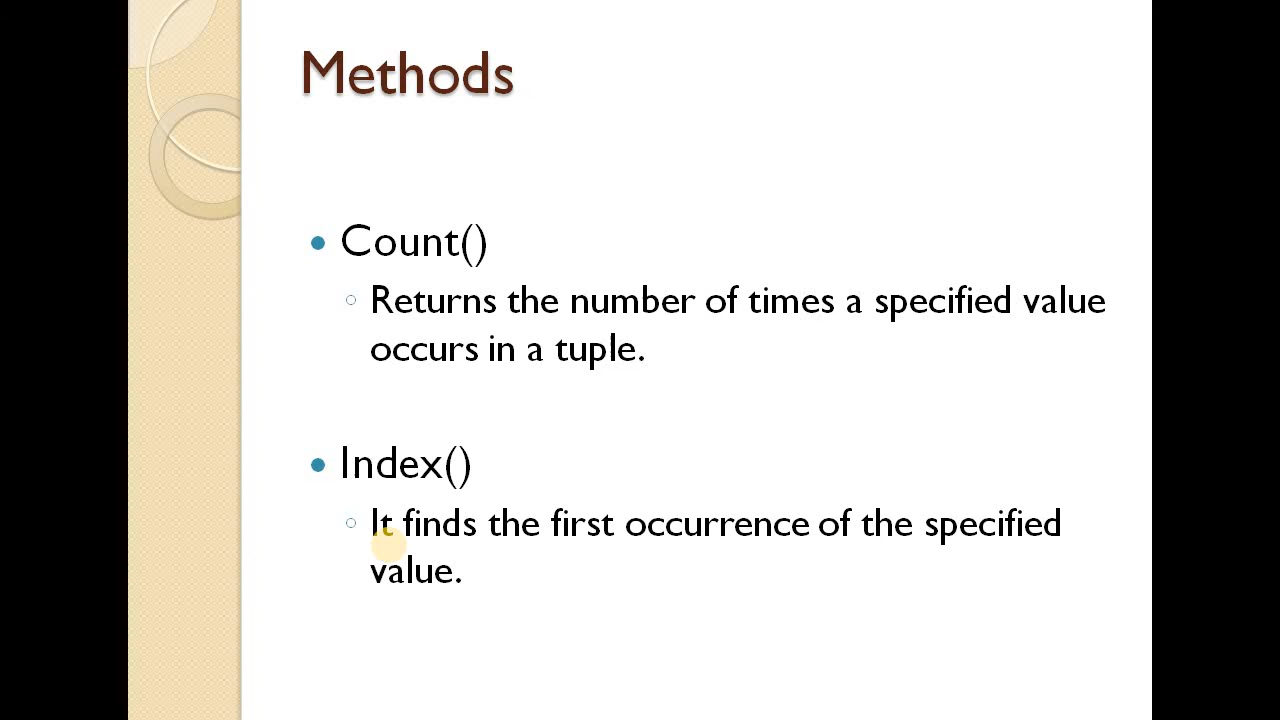 Methods
Count()
Returns the number of times a specified value
occurs in a tuple.
Index()
It finds the first occurrence of the specified
value.